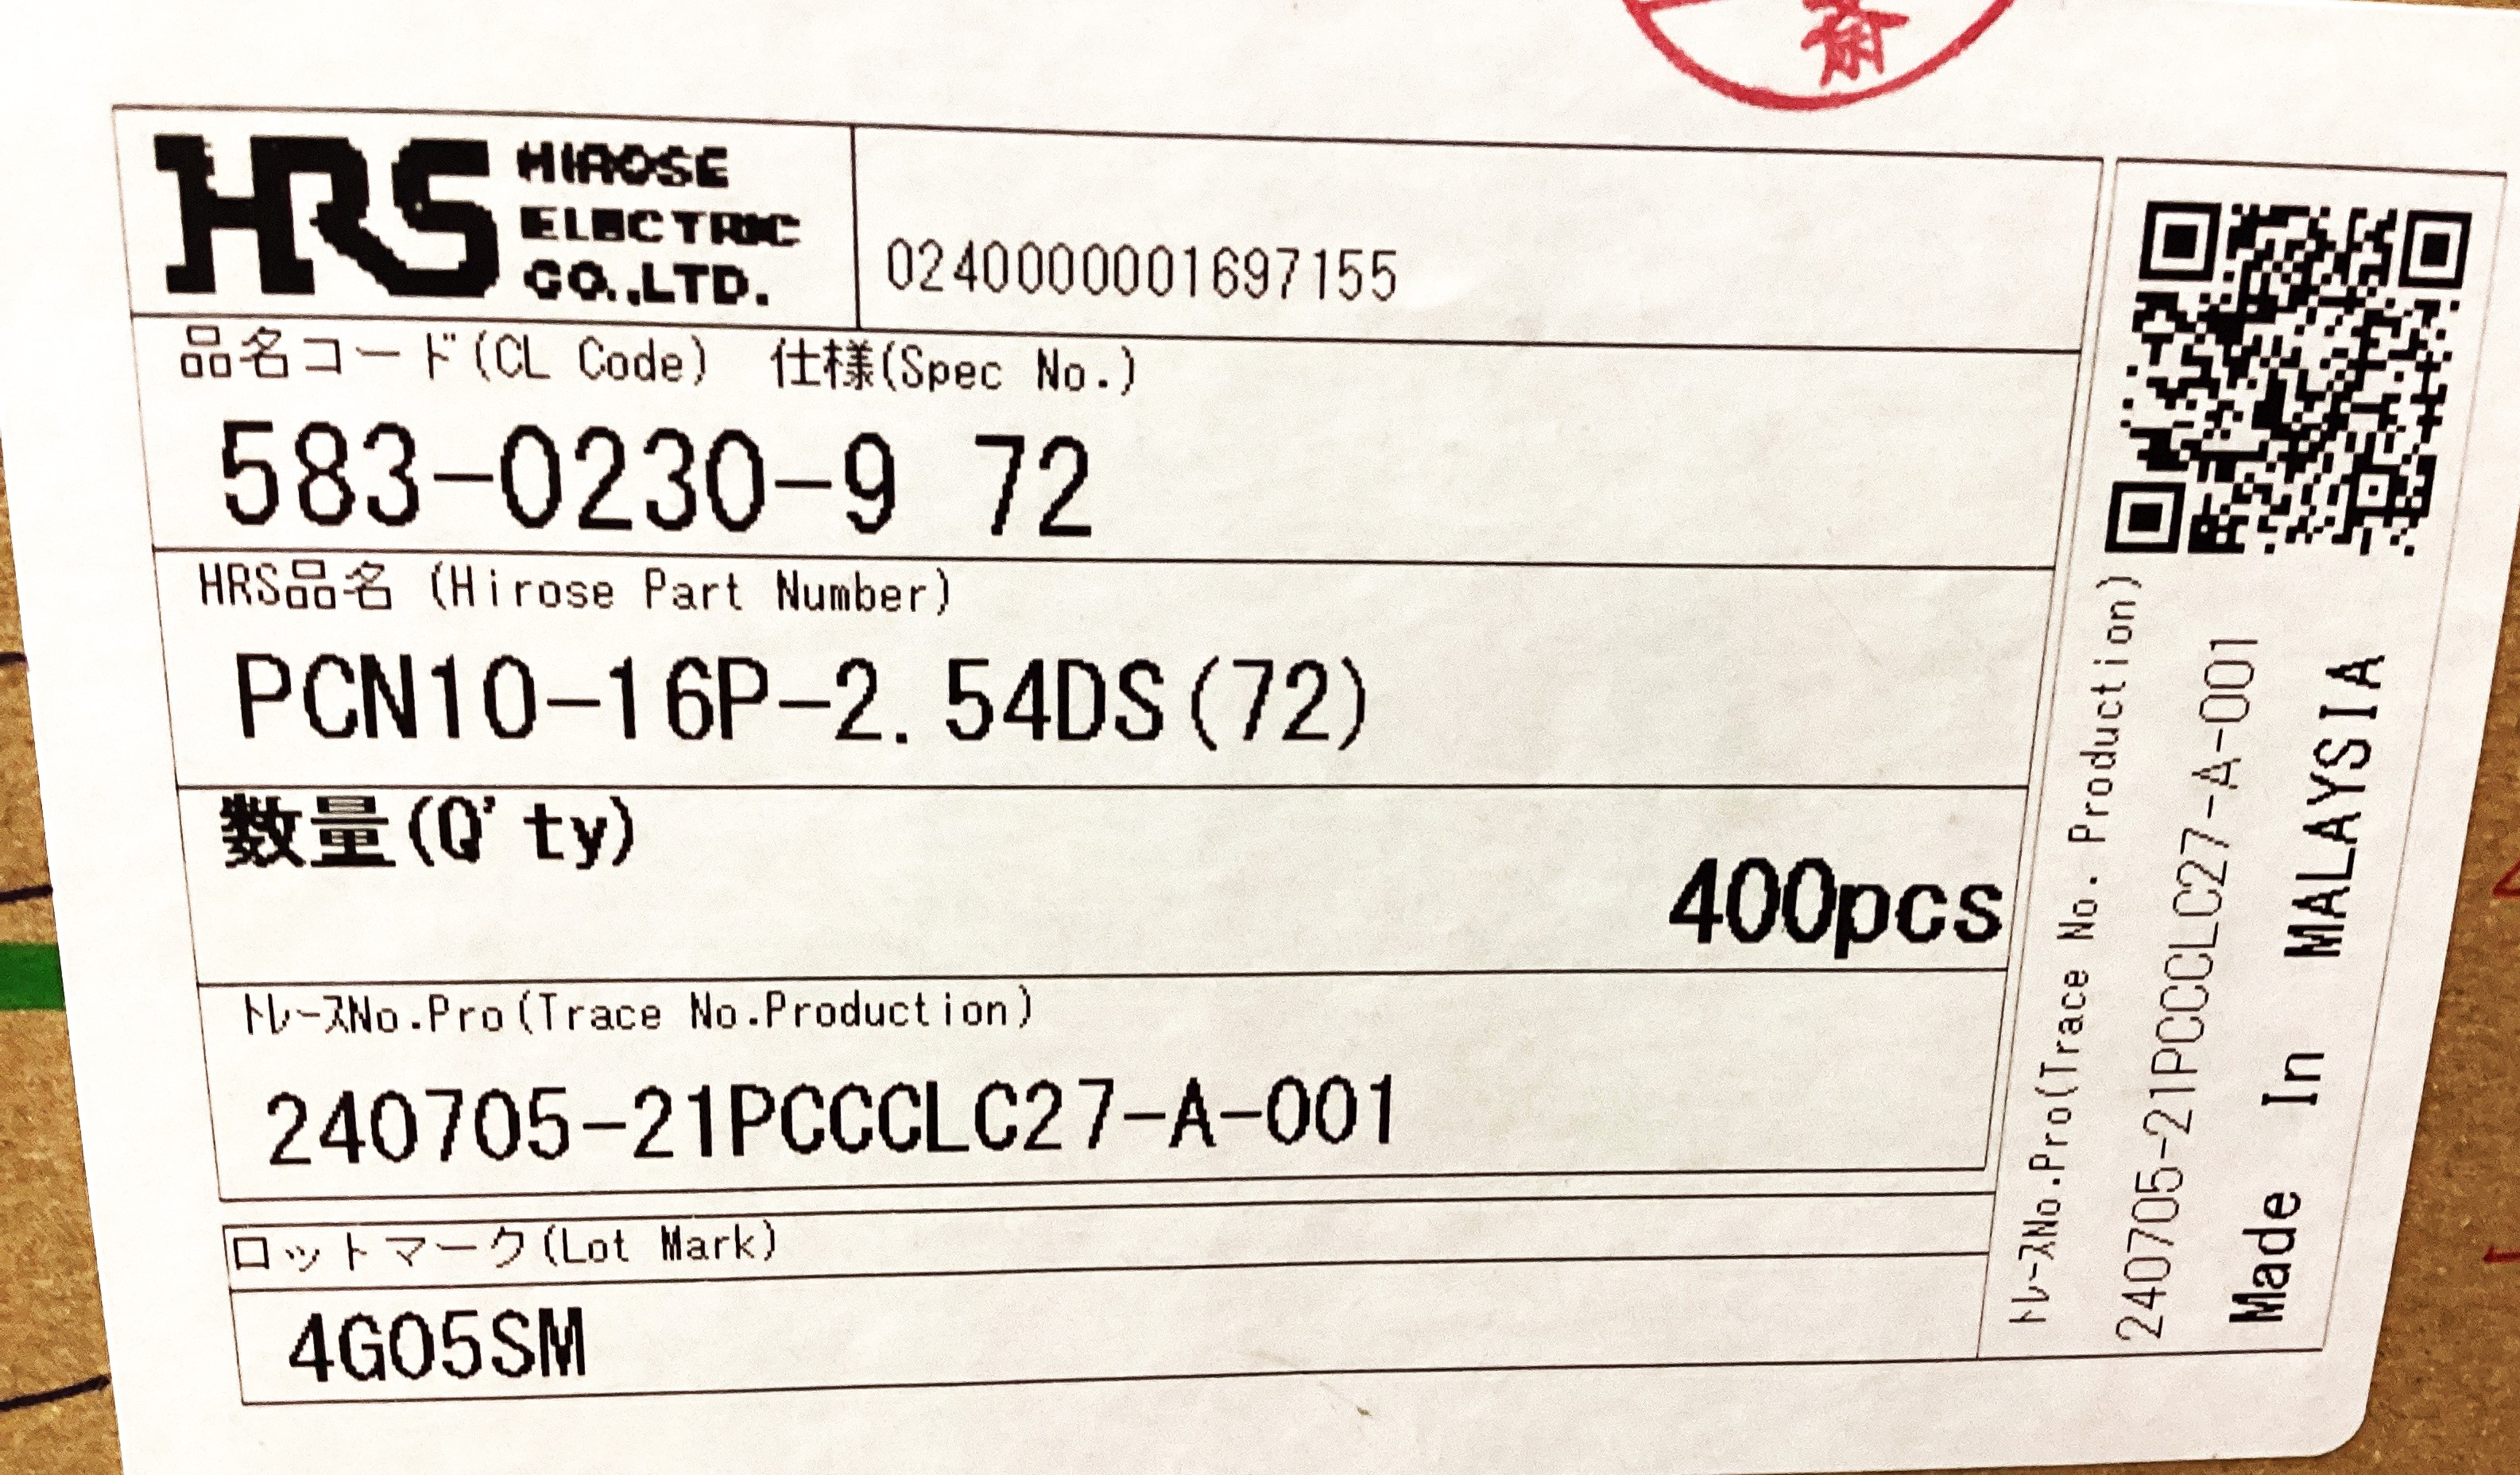 HRS HIROSE
ELECTRIC
CO.,LTD.
0240000001697155
品名コード(CL Code) 仕様(Spec No.)
583-0230-9 72
HRS品名 (Hirose Part Number)
PCN10-16P-2.54DS(72)
数量(Q'ty)
400pcs
ﾄﾚｰｽNo.Pro(Trace No.Production)
240705-21PCCCLC27-A-001
ロットマーク(Lot Mark)
4G05SM
ﾄﾚｰｽNo.Pro(Trace No. Production)
240705-21PCCCLC27-A-001
Made In MALAYSIA